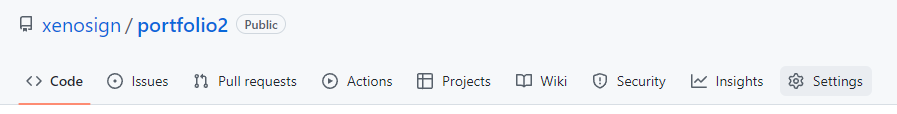 xenosign / portfolio2 Public
Code Issues Pull requests Actions Projects Wiki Security Insights Settings